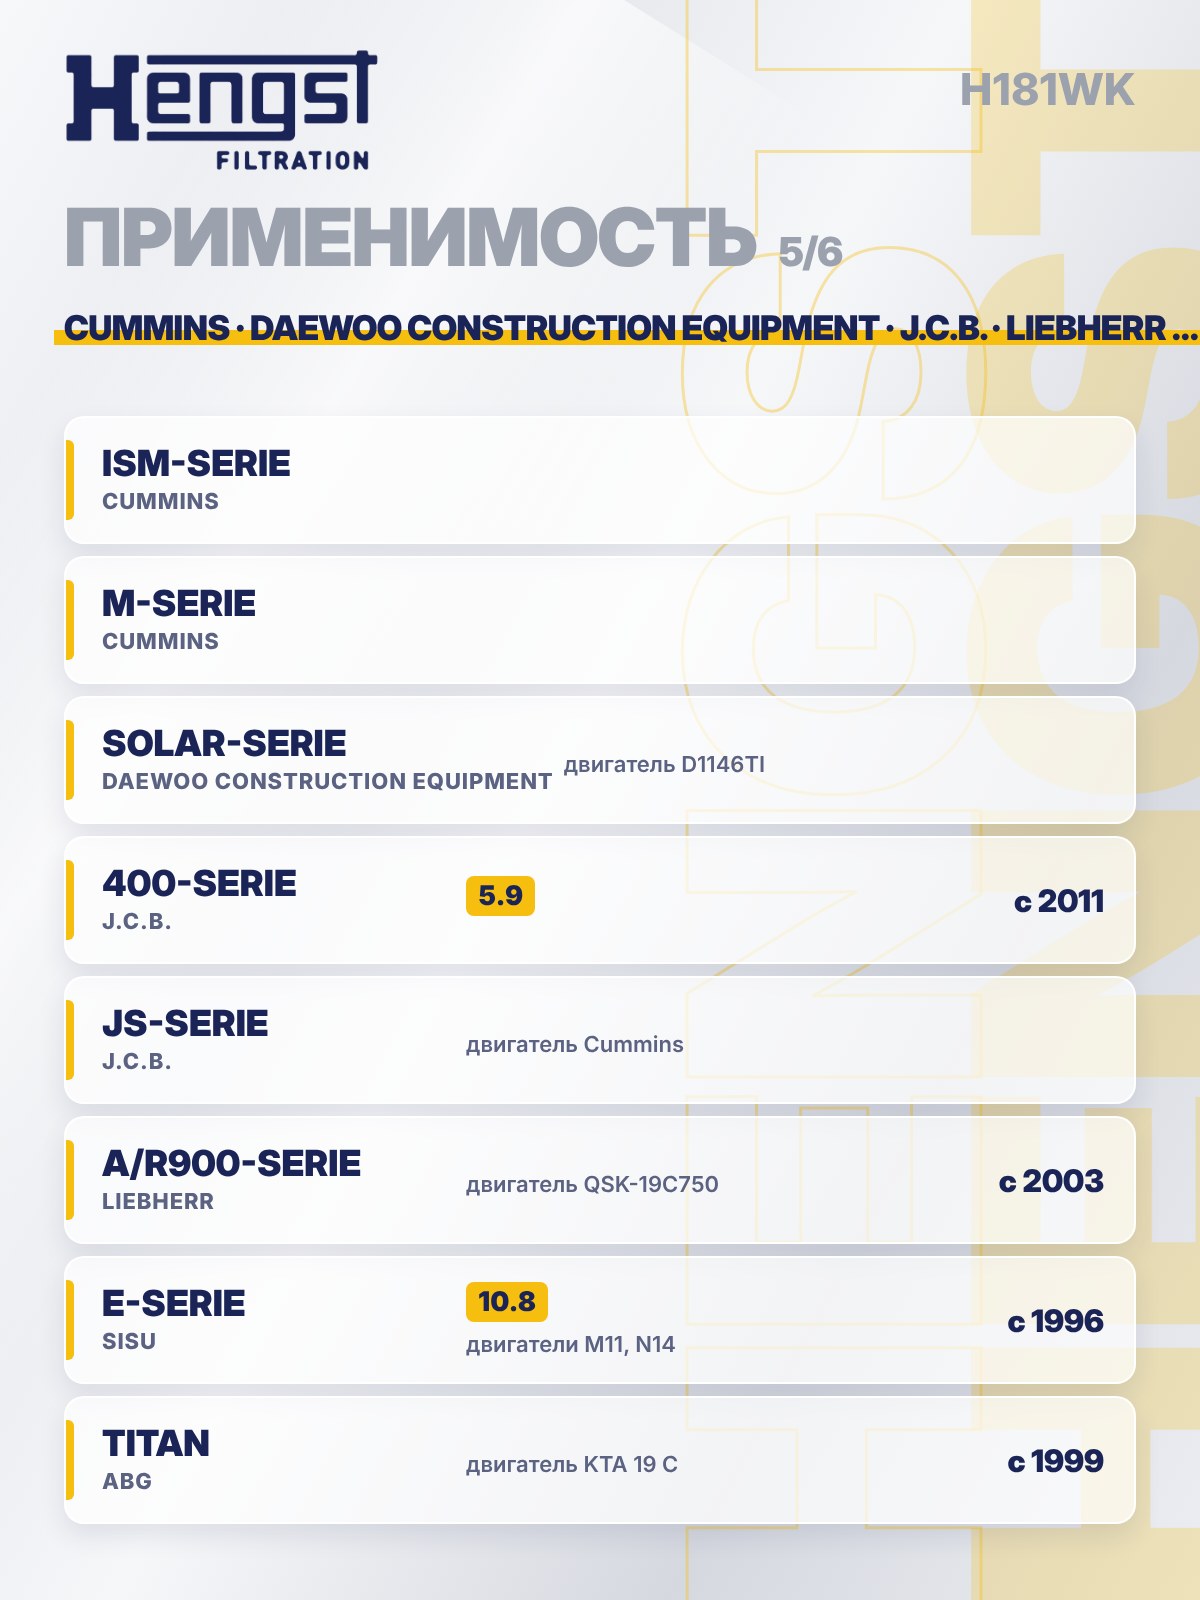 Hengst
FILTRATION
H181WK
ПРИМЕНИМОСТЬ 5/6
CUMMINS · DAEWOO CONSTRUCTION EQUIPMENT · J.C.B. · LIEBHERR ...
ISM-SERIE
CUMMINS
M-SERIE
CUMMINS
SOLAR-SERIE
DAEWOO CONSTRUCTION EQUIPMENT
двигатель D1146TI
400-SERIE
J.C.B.
5.9
с 2011
JS-SERIE
J.C.B.
двигатель Cummins
A/R900-SERIE
LIEBHERR
двигатель QSK-19C750
с 2003
E-SERIE
SISU
10.8
двигатели M11, N14
с 1996
TITAN
ABG
двигатель KTA 19 C
с 1999
HENGST
HENGST